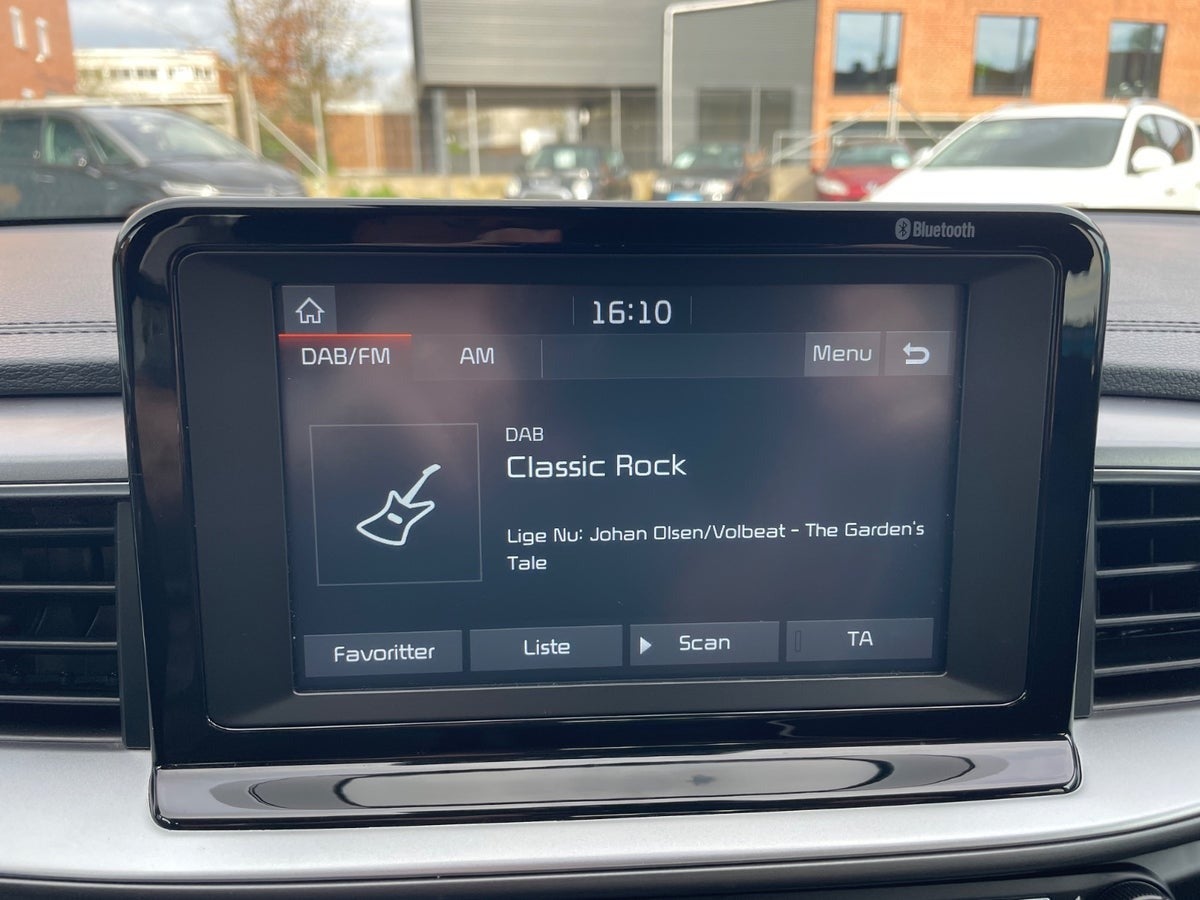 Bluetooth
16:10
DAB/FM
AM
Menu
DAB
Classic Rock
Lige Nu: Johan Olsen/Volbeat - The Garden's
Tale
Favoritter
Liste
Scan
TA